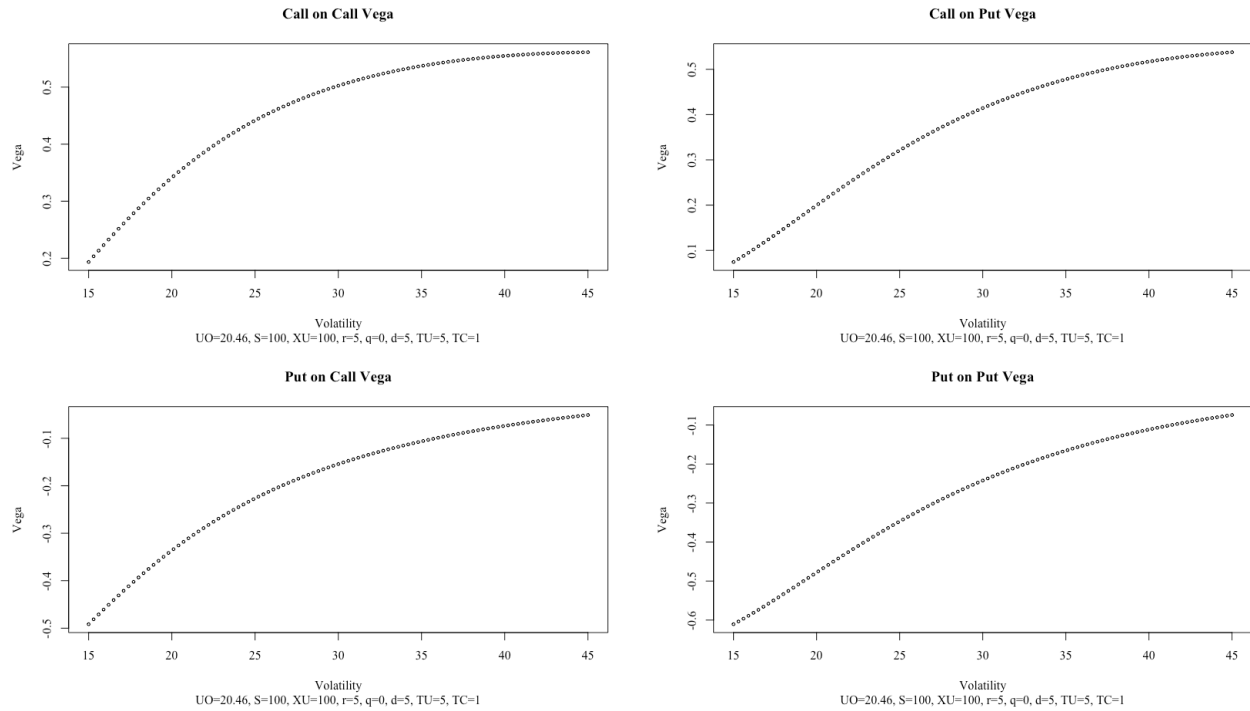 Call on Call Vega
Vega
0.5
0.4
0.3
0.2
15 20 25 30 35 40 45
Volatility
UO=20.46, S=100, XU=100, r=5, q=0, d=5, TU=5, TC=1
Call on Put Vega
Vega
0.5
0.4
0.3
0.2
0.1
15 20 25 30 35 40 45
Volatility
UO=20.46, S=100, XU=100, r=5, q=0, d=5, TU=5, TC=1
Put on Call Vega
Vega
-0.1
-0.2
-0.3
-0.4
-0.5
15 20 25 30 35 40 45
Volatility
UO=20.46, S=100, XU=100, r=5, q=0, d=5, TU=5, TC=1
Put on Put Vega
Vega
-0.1
-0.2
-0.3
-0.4
-0.5
-0.6
15 20 25 30 35 40 45
Volatility
UO=20.46, S=100, XU=100, r=5, q=0, d=5, TU=5, TC=1